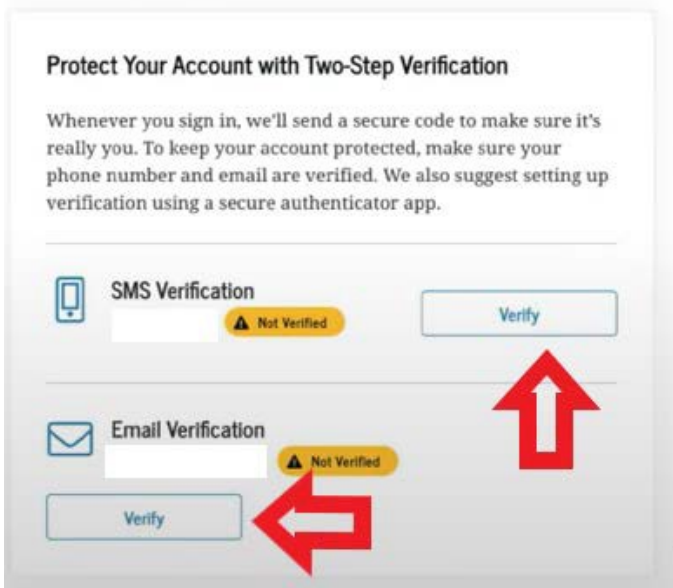 Protect Your Account with Two-Step Verification
Whenever you sign in, we'll send a secure code to make sure it's
really you. To keep your account protected, make sure your
phone number and email are verified. We also suggest setting up
verification using a secure authenticator app.
SMS Verification
Not Verified
Verify
Email Verification
Not Verified
Verify